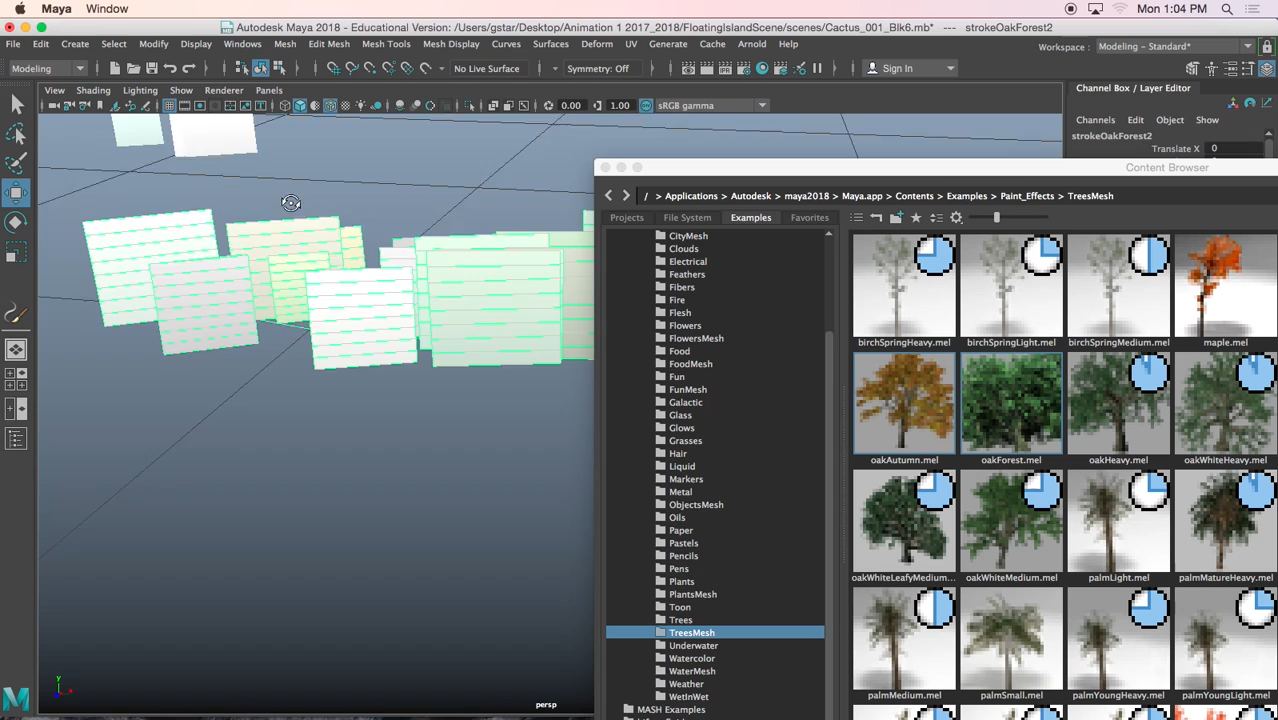 Maya Window Mon 1:04 PM
Autodesk Maya 2018 - Educational Version: /Users/gstar/Desktop/Animation 1 2017_2018/FloatingIslandScene/scenes/Cactus_001_Blk6.mb* - strokeOakForest2
File Edit Create Select Modify Display Windows Mesh Edit Mesh Mesh Tools Mesh Display Curves Surfaces Deform UV Generate Cache Arnold Help Workspace : Modeling - Standard*
Modeling No Live Surface Symmetry: Off Sign In
View Shading Lighting Show Renderer Panels Channel Box / Layer Editor
0.00 1.00 sRGB gamma
Channels Edit Object Show
strokeOakForest2
Translate X 0
Content Browser
/ > Applications > Autodesk > maya2018 > Maya.app > Contents > Examples > Paint_Effects > TreesMesh
Projects File System Examples Favorites
CityMesh
Clouds
Electrical
Feathers
Fibers
Fire
Flesh
Flowers
FlowersMesh
Food
FoodMesh
Fun
FunMesh
Galactic
Glass
Glows
Grasses
Hair
Liquid
Markers
Metal
ObjectsMesh
Oils
Paper
Pastels
Pencils
Pens
Plants
PlantsMesh
Toon
Trees
TreesMesh
Underwater
Watercolor
WaterMesh
Weather
WetInWet
MASH Examples
birchSpringHeavy.mel birchSpringLight.mel birchSpringMedium.mel maple.mel
oakAutumn.mel oakForest.mel oakHeavy.mel oakWhiteHeavy.mel
oakWhiteLeafyMedium... oakWhiteMedium.mel palmLight.mel palmMatureHeavy.mel
palmMedium.mel palmSmall.mel palmYoungHeavy.mel palmYoungLight.mel
y
persp